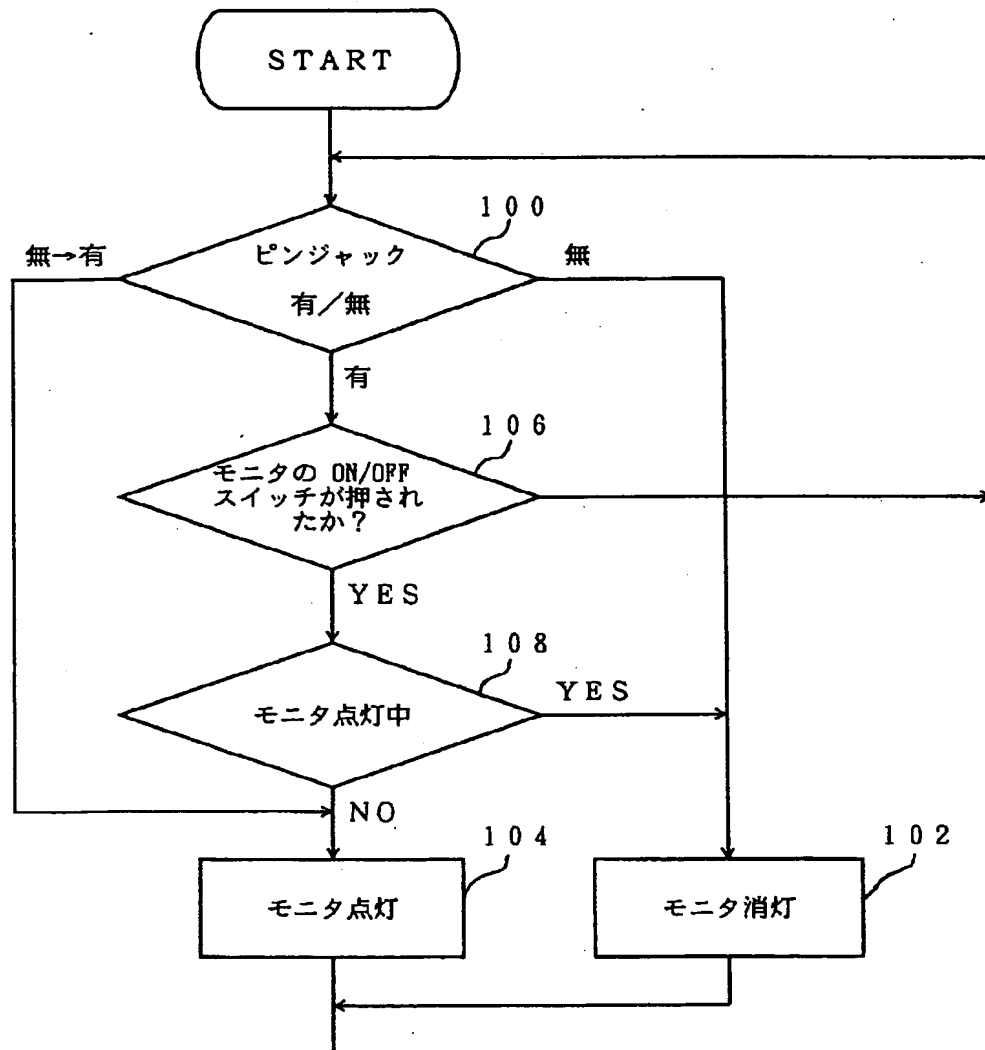 START
100
無→有
ピンジャック
無
有/無
有
106
モニタの ON/OFF
スイッチが押され
たか?
YES
108
YES
モニタ点灯中
NO
104
102
モニタ点灯
モニタ消灯